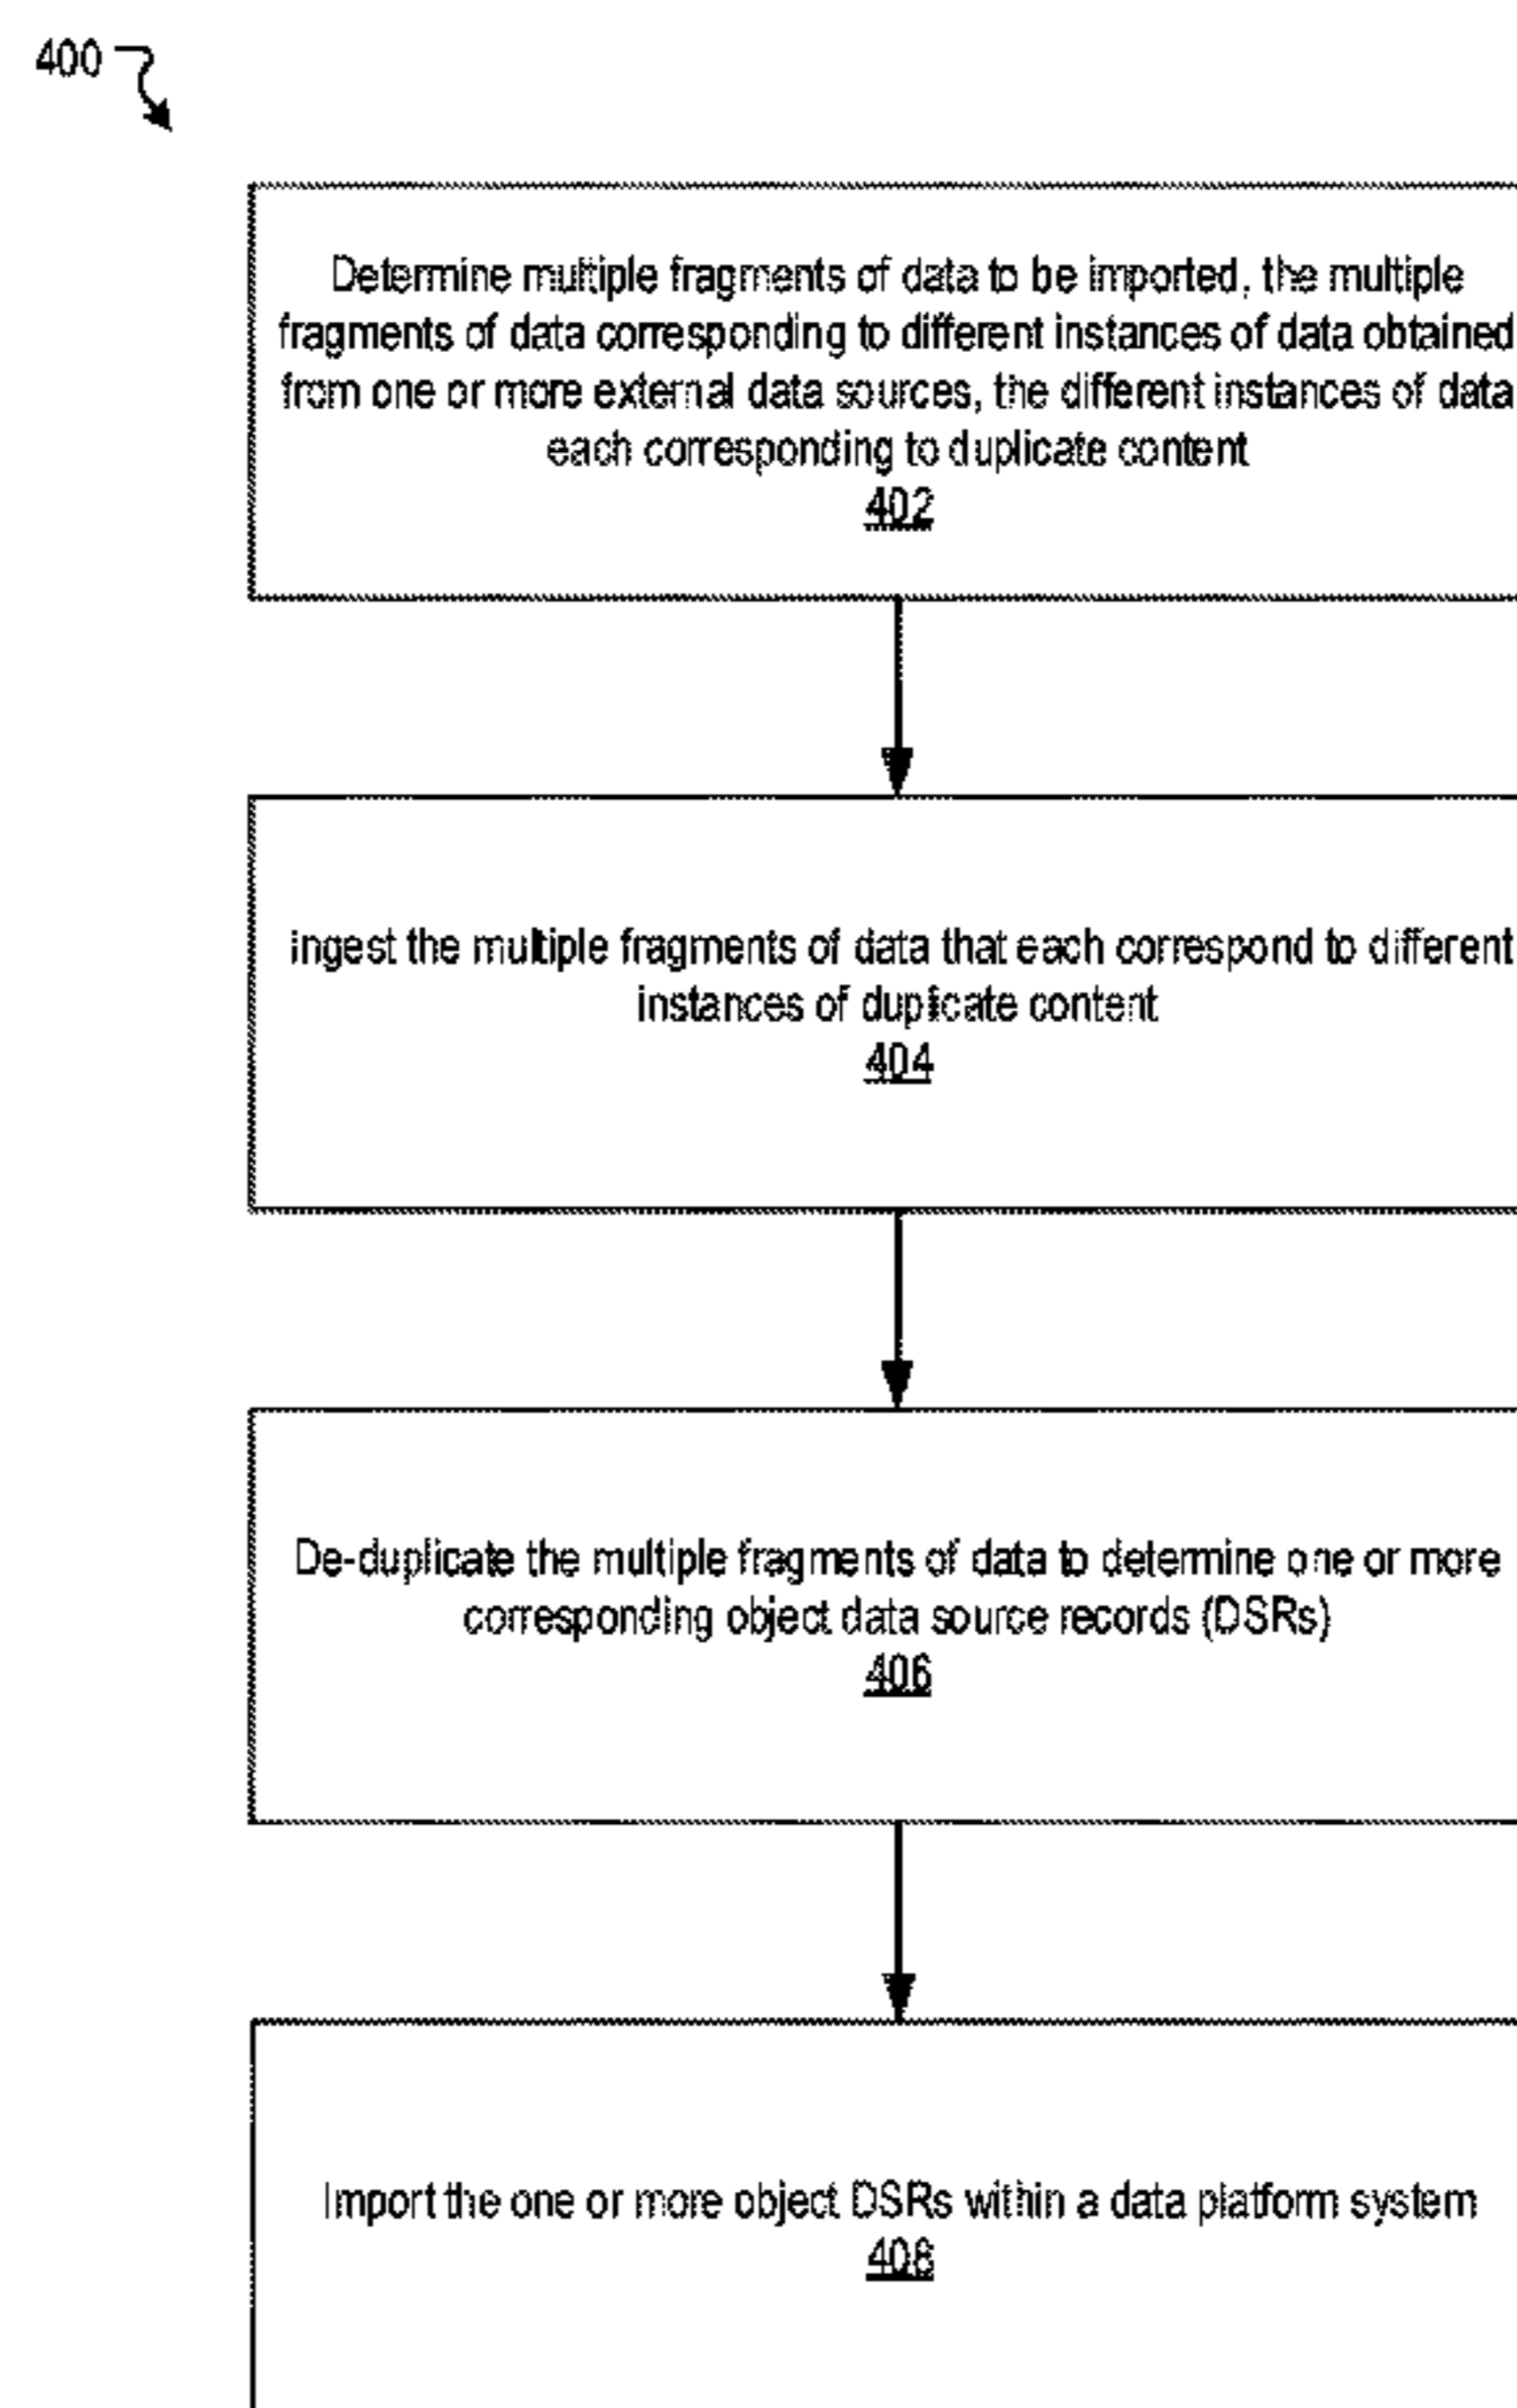 400
Determine multiple fragments of data to be imported, the multiple
fragments of data corresponding to different instances of data obtained
from one or more external data sources, the different instances of data
each corresponding to duplicate content
402
ingest the multiple fragments of data that each correspond to different
instances of duplicate content
404
De-duplicate the multiple fragments of data to determine one or more
corresponding object data source records (DSRs)
406
Import the one or more object DSRs within a data platform system
408